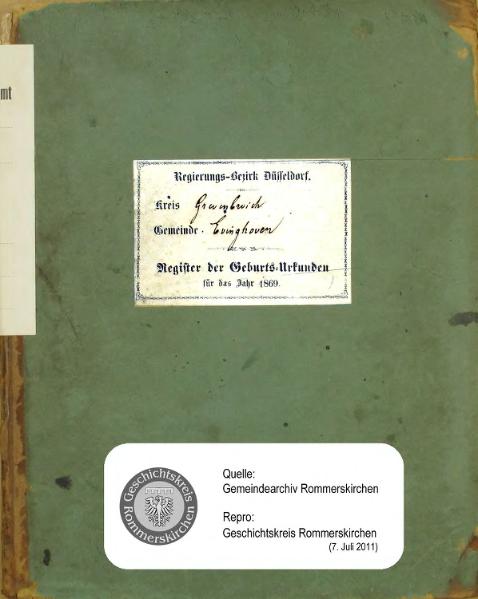 mt
Regierungs-Bezirk Düsseldorf.
Kreis Grevenbroich
Gemeinde Evinghoven
Register der Geburts-Urkunden
für das Jahr 1869.
Geschichtskreis
Rommerskirchen
Quelle:
Gemeindearchiv Rommerskirchen
Repro:
Geschichtskreis Rommerskirchen
(7. Juli 2011)